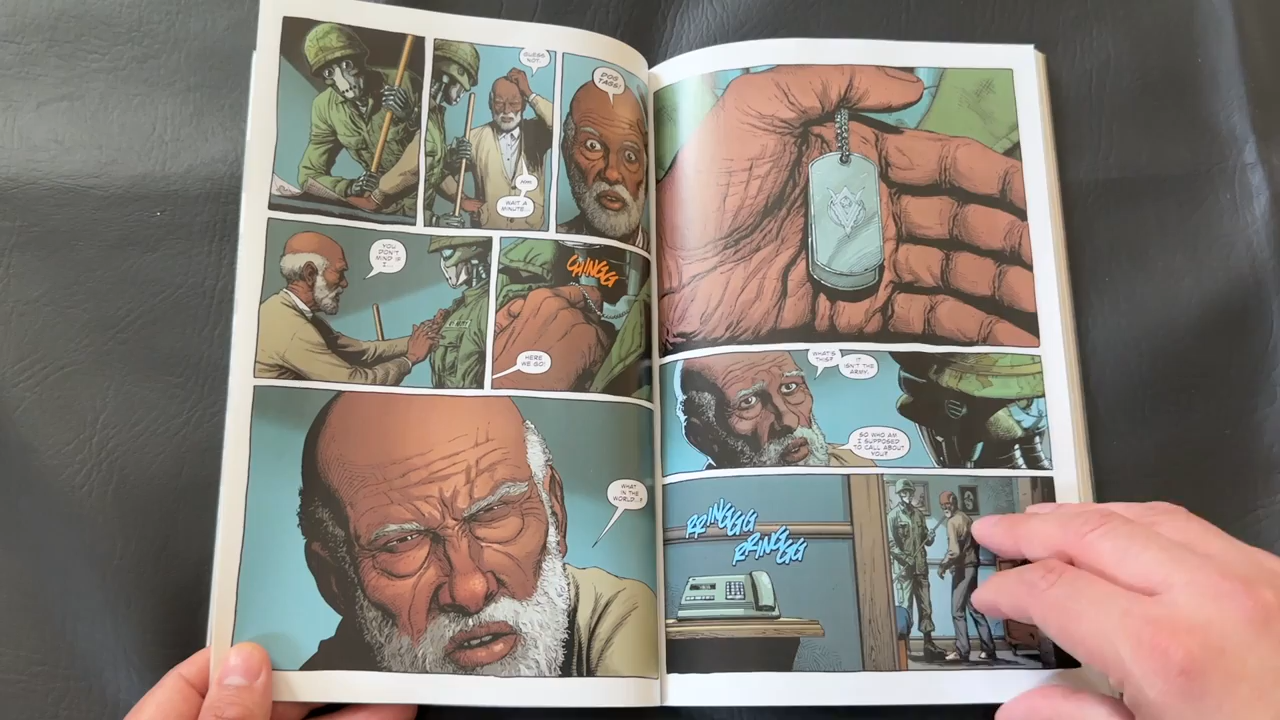 GUESS
NOT.
HMM.
WAIT A
MINUTE...
DOG
TAGS!
YOU
DON'T
MIND IF
I...
CHINGG
HERE
WE GO!
WHAT
IN THE
WORLD...?
WHAT'S
THIS?
IT
ISN'T THE
ARMY.
SO WHO AM
I SUPPOSED
TO CALL ABOUT
YOU?
RRINGGG
RRINGGG